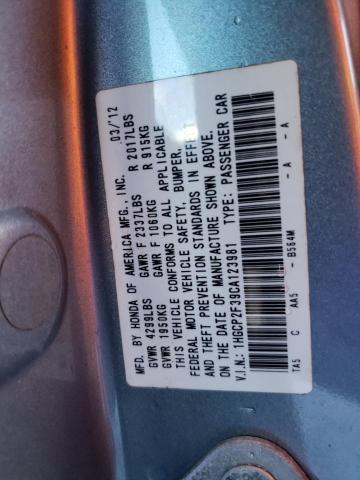 MFD. BY HONDA OF AMERICA MFG., INC. 03/12
GVWR 4299LBS GAWR F 2337LBS R 2017LBS
GVWR 1950KG GAWR F 1060KG R 915KG
THIS VEHICLE CONFORMS TO ALL APPLICABLE
FEDERAL MOTOR VEHICLE SAFETY, BUMPER,
AND THEFT PREVENTION STANDARDS IN EFFECT
ON THE DATE OF MANUFACTURE SHOWN ABOVE.
V.I.N.: 1HGCP2F39CA123981 TYPE: PASSENGER CAR
TA5 C AA5 - B564M - A - A